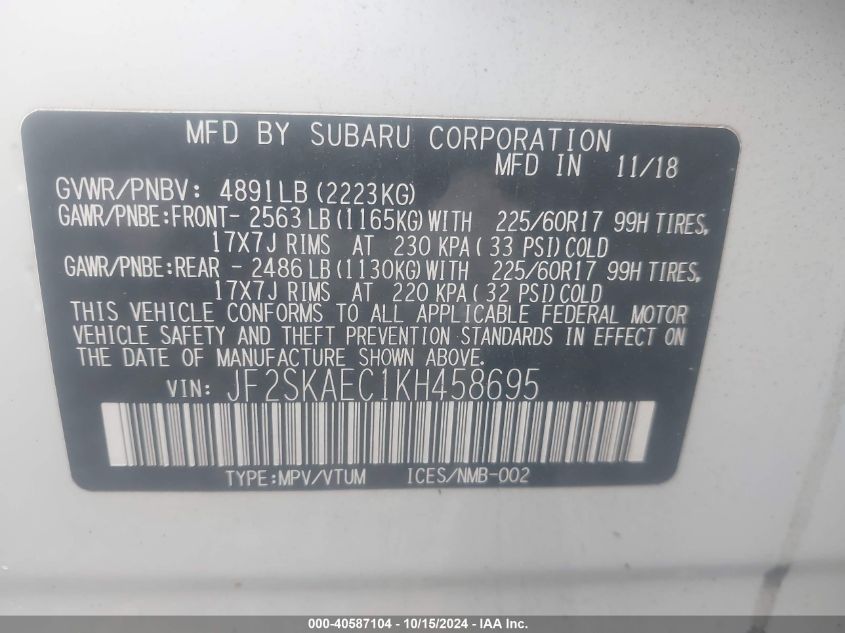 MFD BY SUBARU CORPORATION
MFD IN 11/18
GVWR/PNBV: 4891LB (2223KG)
GAWR/PNBE:FRONT- 2563LB (1165KG) WITH 225/60R17 99H TIRES,
17X7J RIMS AT 230 KPA( 33 PSI) COLD
GAWR/PNBE:REAR - 2486LB (1130KG) WITH 225/60R17 99H TIRES,
17X7J RIMS AT 220 KPA( 32 PSI) COLD
THIS VEHICLE CONFORMS TO ALL APPLICABLE FEDERAL MOTOR
VEHICLE SAFETY AND THEFT PREVENTION STANDARDS IN EFFECT ON
THE DATE OF MANUFACTURE SHOWN ABOVE.
VIN: JF2SKAEC1KH458695
TYPE:MPV/VTUM ICES/NMB-002
000-40587104 - 10/15/2024 - IAA Inc.